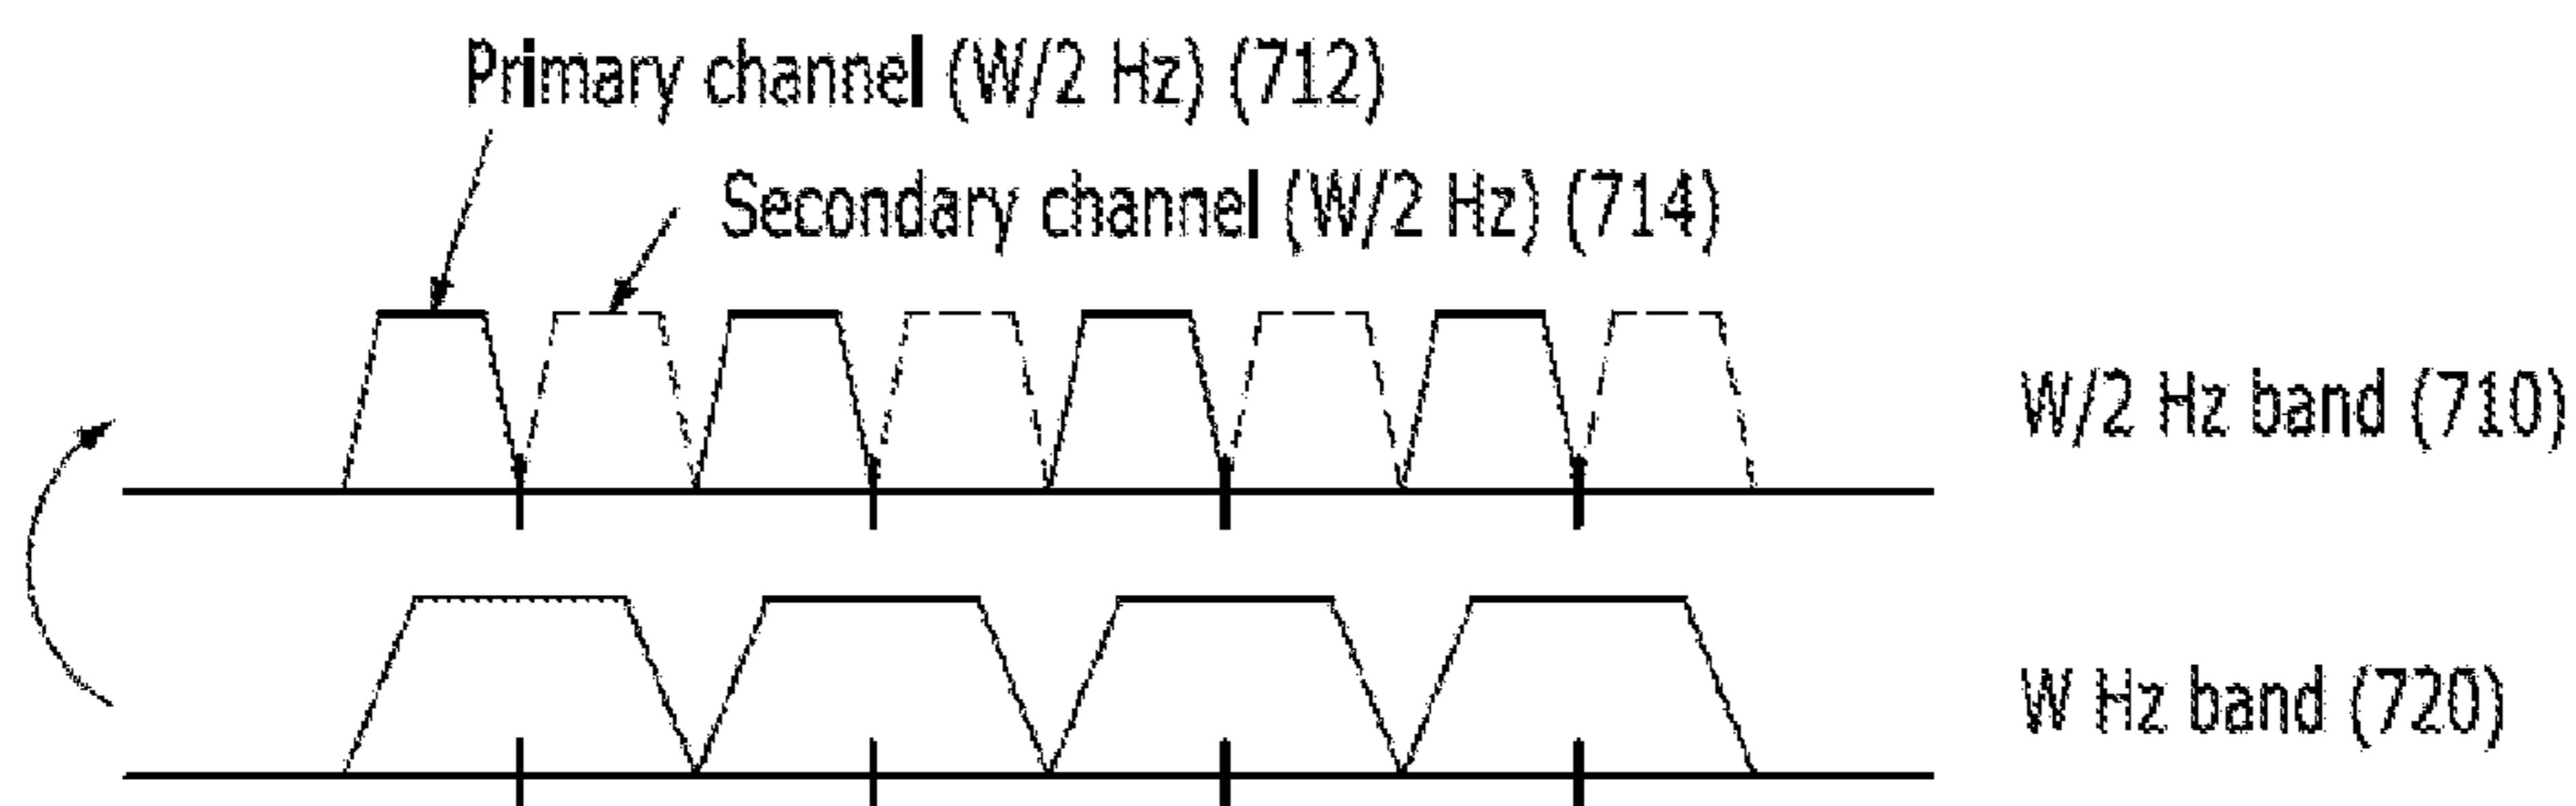 Primary channel (W/2 Hz) (712)
Secondary channel (W/2 Hz) (714)
W/2 Hz band (710)
W Hz band (720)